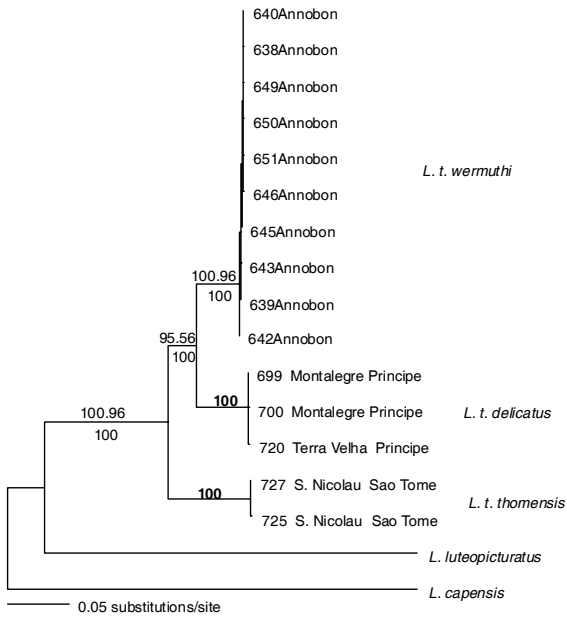 640Annobon
638Annobon
649Annobon
650Annobon
651Annobon
L. t. wermuthi
646Annobon
645Annobon
643Annobon
100.96
100
639Annobon
95.56
642Annobon
100
699 Montalegre Principe
100
700 Montalegre Principe
L. t. delicatus
100.96
100
720 Terra Velha Principe
727 S. Nicolau Sao Tome
100
L. t. thomensis
725 S. Nicolau Sao Tome
L. luteopicturatus
L. capensis
0.05 substitutions/site